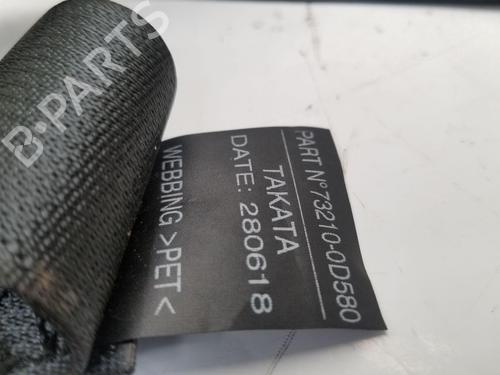 B-PARTS
PART N° 73210-0D580
TAKATA
DATE: 280618
WEBBING >PET<